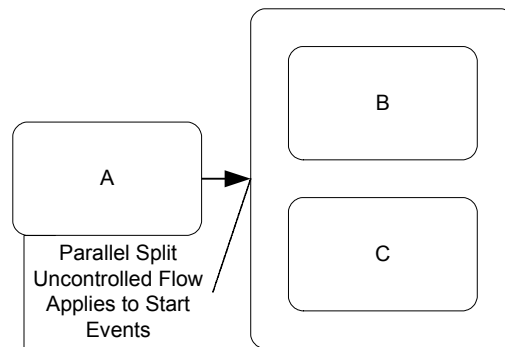 B
A
Parallel Split
Uncontrolled Flow
Applies to Start
Events
C